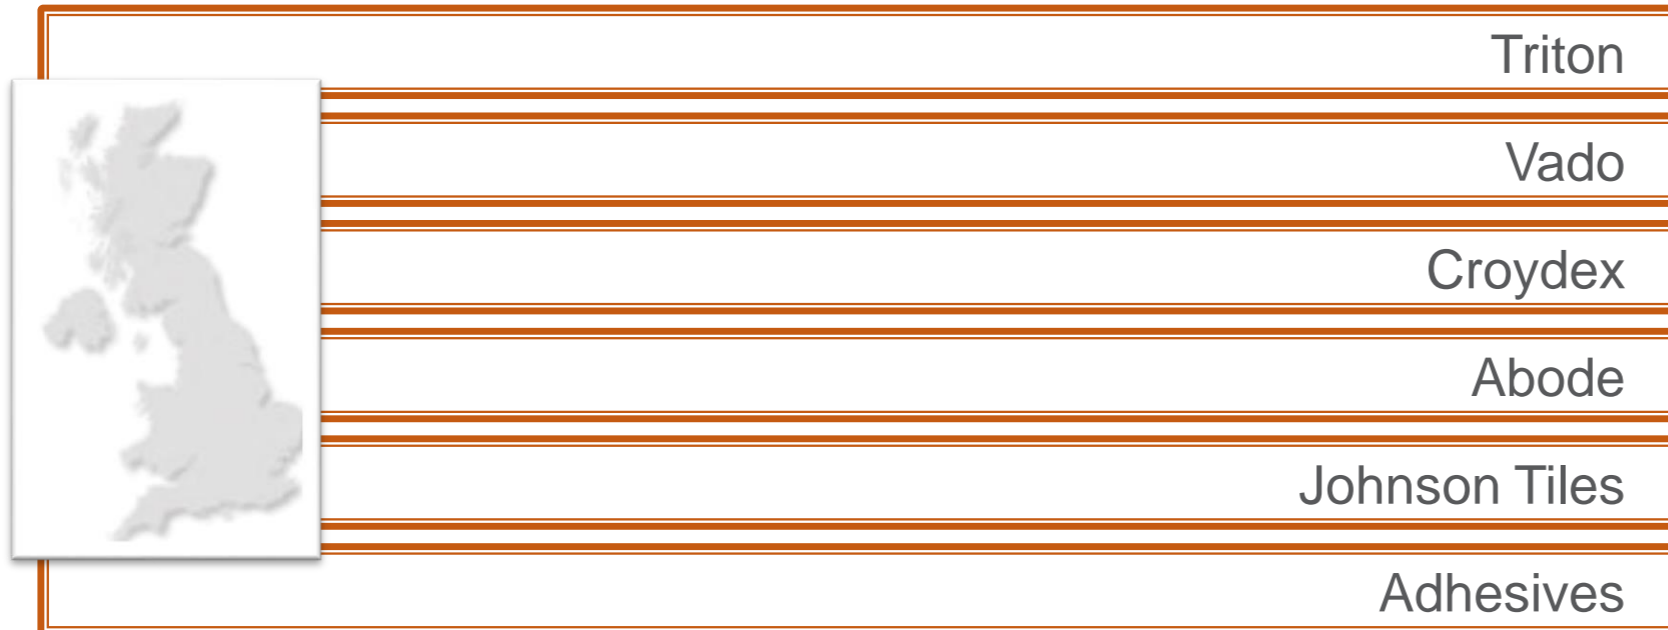 Triton
Vado
Croydex
Abode
Johnson Tiles
Adhesives